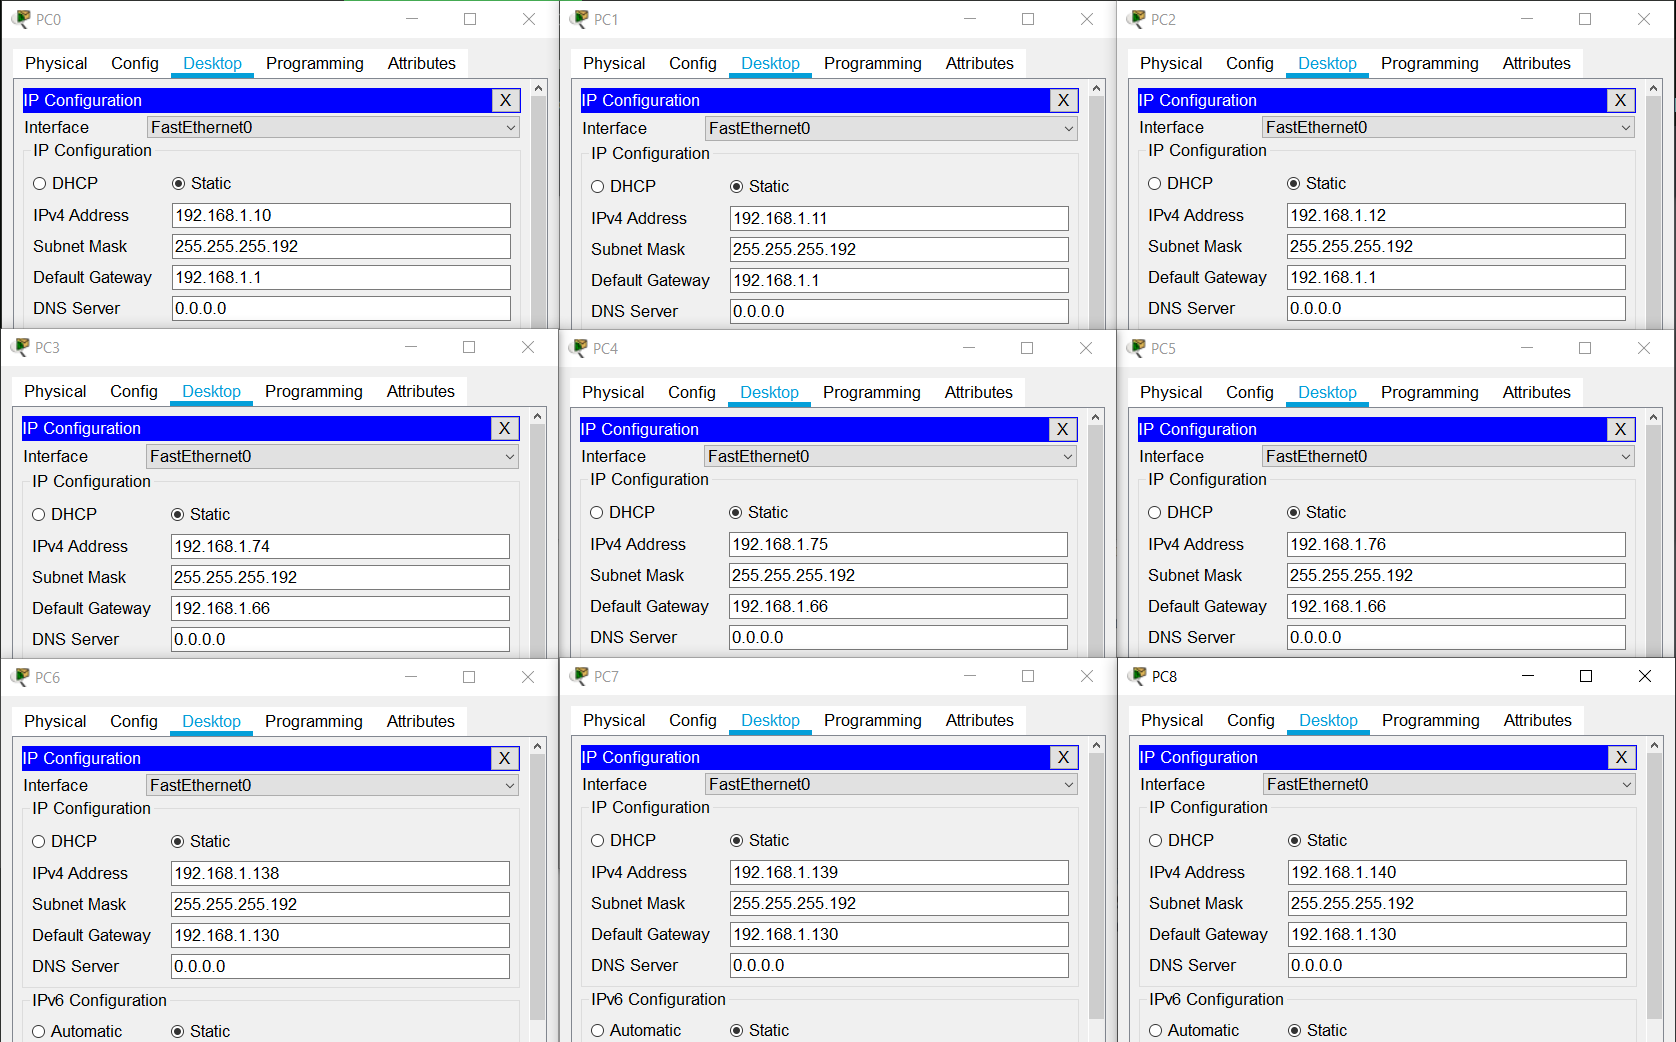 PC0
Physical Config Desktop Programming Attributes
IP Configuration X
Interface FastEthernet0
IP Configuration
DHCP Static
IPv4 Address 192.168.1.10
Subnet Mask 255.255.255.192
Default Gateway 192.168.1.1
DNS Server 0.0.0.0
PC1
Physical Config Desktop Programming Attributes
IP Configuration X
Interface FastEthernet0
IP Configuration
DHCP Static
IPv4 Address 192.168.1.11
Subnet Mask 255.255.255.192
Default Gateway 192.168.1.1
DNS Server 0.0.0.0
PC2
Physical Config Desktop Programming Attributes
IP Configuration X
Interface FastEthernet0
IP Configuration
DHCP Static
IPv4 Address 192.168.1.12
Subnet Mask 255.255.255.192
Default Gateway 192.168.1.1
DNS Server 0.0.0.0
PC3
Physical Config Desktop Programming Attributes
IP Configuration X
Interface FastEthernet0
IP Configuration
DHCP Static
IPv4 Address 192.168.1.74
Subnet Mask 255.255.255.192
Default Gateway 192.168.1.66
DNS Server 0.0.0.0
PC4
Physical Config Desktop Programming Attributes
IP Configuration X
Interface FastEthernet0
IP Configuration
DHCP Static
IPv4 Address 192.168.1.75
Subnet Mask 255.255.255.192
Default Gateway 192.168.1.66
DNS Server 0.0.0.0
PC5
Physical Config Desktop Programming Attributes
IP Configuration X
Interface FastEthernet0
IP Configuration
DHCP Static
IPv4 Address 192.168.1.76
Subnet Mask 255.255.255.192
Default Gateway 192.168.1.66
DNS Server 0.0.0.0
PC6
Physical Config Desktop Programming Attributes
IP Configuration X
Interface FastEthernet0
IP Configuration
DHCP Static
IPv4 Address 192.168.1.138
Subnet Mask 255.255.255.192
Default Gateway 192.168.1.130
DNS Server 0.0.0.0
IPv6 Configuration
Automatic Static
PC7
Physical Config Desktop Programming Attributes
IP Configuration X
Interface FastEthernet0
IP Configuration
DHCP Static
IPv4 Address 192.168.1.139
Subnet Mask 255.255.255.192
Default Gateway 192.168.1.130
DNS Server 0.0.0.0
IPv6 Configuration
Automatic Static
PC8
Physical Config Desktop Programming Attributes
IP Configuration X
Interface FastEthernet0
IP Configuration
DHCP Static
IPv4 Address 192.168.1.140
Subnet Mask 255.255.255.192
Default Gateway 192.168.1.130
DNS Server 0.0.0.0
IPv6 Configuration
Automatic Static